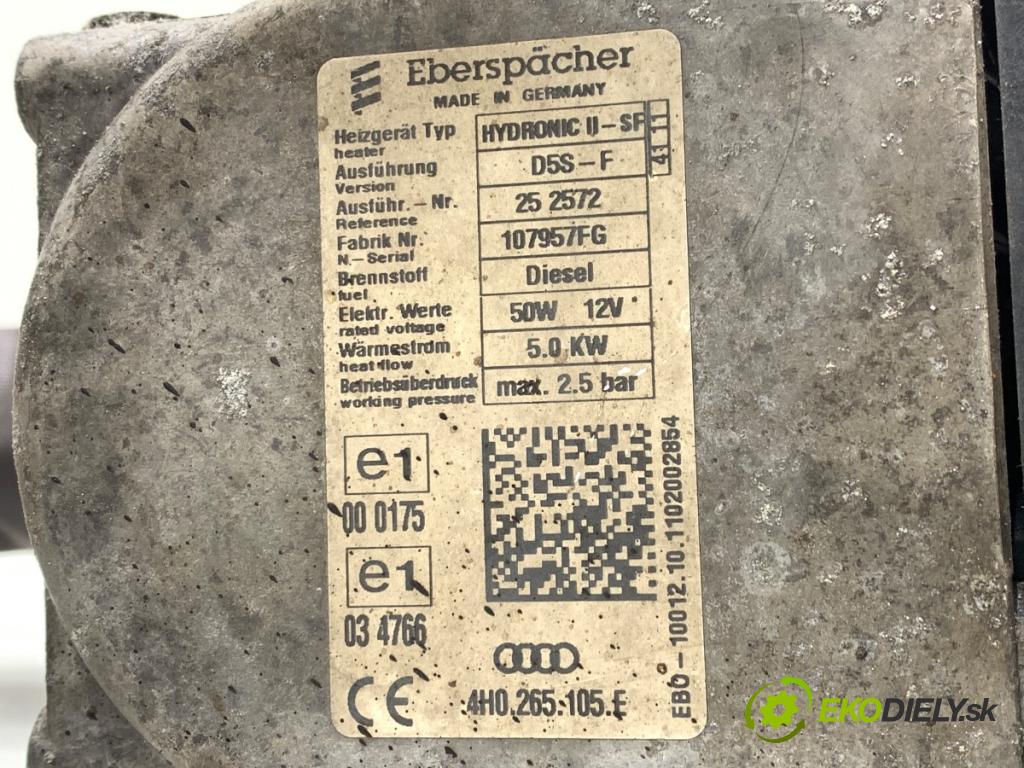 Eberspächer
MADE IN GERMANY
Heizgerät Typ HYDRONIC II-SF
heater
Ausführung D5S-F
Version
Ausführ.-Nr. 25 2572
Reference
Fabrik Nr. 107957FG
N.-Serial
Brennstoff Diesel
fuel
Elektr. Werte 50W 12V
rated voltage
Wärmestrom 5.0 KW
heat flow
Betriebsüberdruck max. 2.5 bar
working pressure
41 11
e1
00 0175
e1
03 4766
CE
4H0.265.105.E
EBO-10012.10.1102002854
EKODIELY.sk